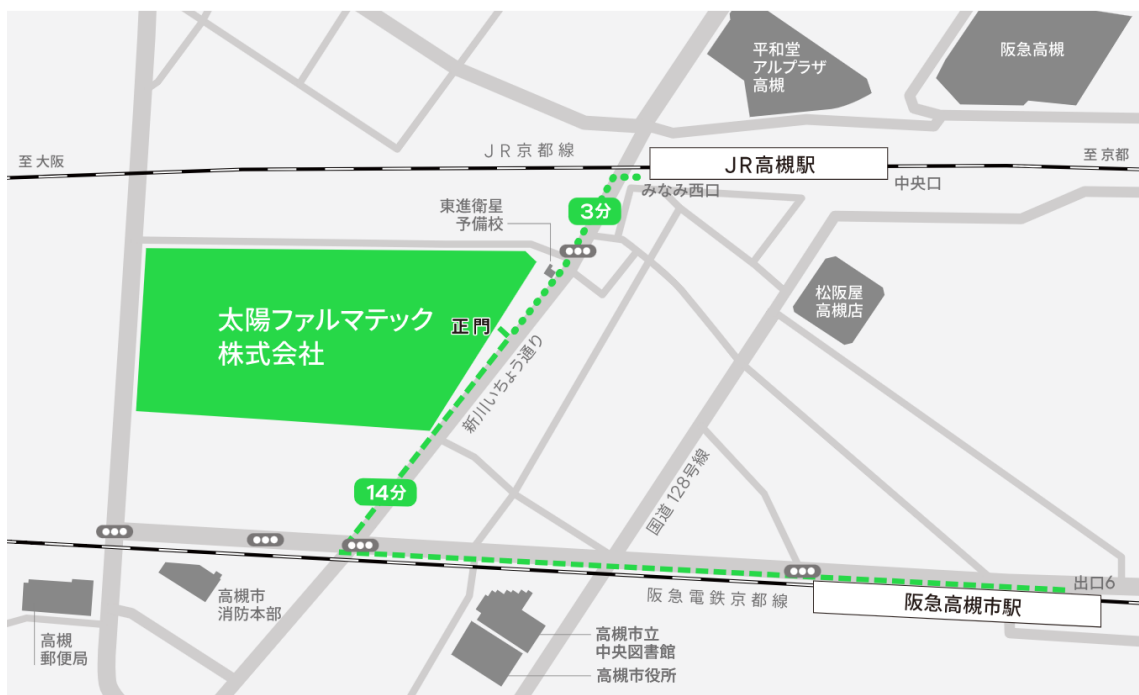 平和堂
アルプラザ
高槻
阪急高槻
至 大阪
JR京都線
JR高槻駅
至 京都
中央口
みなみ西口
3分
東進衛星
予備校
太陽ファルマテック
株式会社
正門
松阪屋
高槻店
新川いちょう通り
14分
国道 128号線
出口6
阪急高槻市駅
阪急電鉄京都線
高槻市
消防本部
高槻
郵便局
高槻市立
中央図書館
高槻市役所